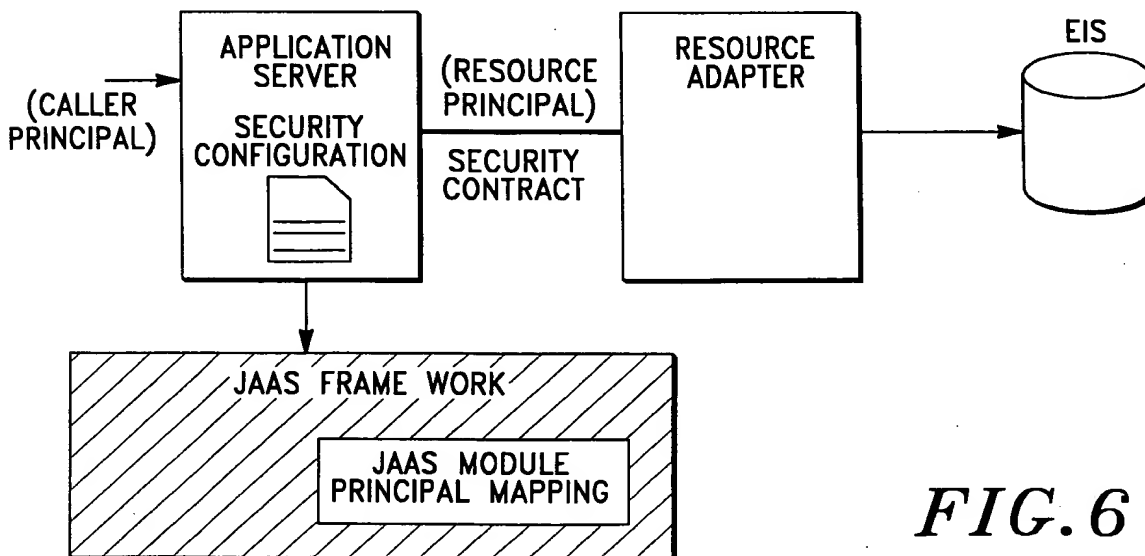 (CALLER
PRINCIPAL)
APPLICATION
SERVER
SECURITY
CONFIGURATION
(RESOURCE
PRINCIPAL)
SECURITY
CONTRACT
RESOURCE
ADAPTER
EIS
JAAS FRAME WORK
JAAS MODULE
PRINCIPAL MAPPING
FIG. 6